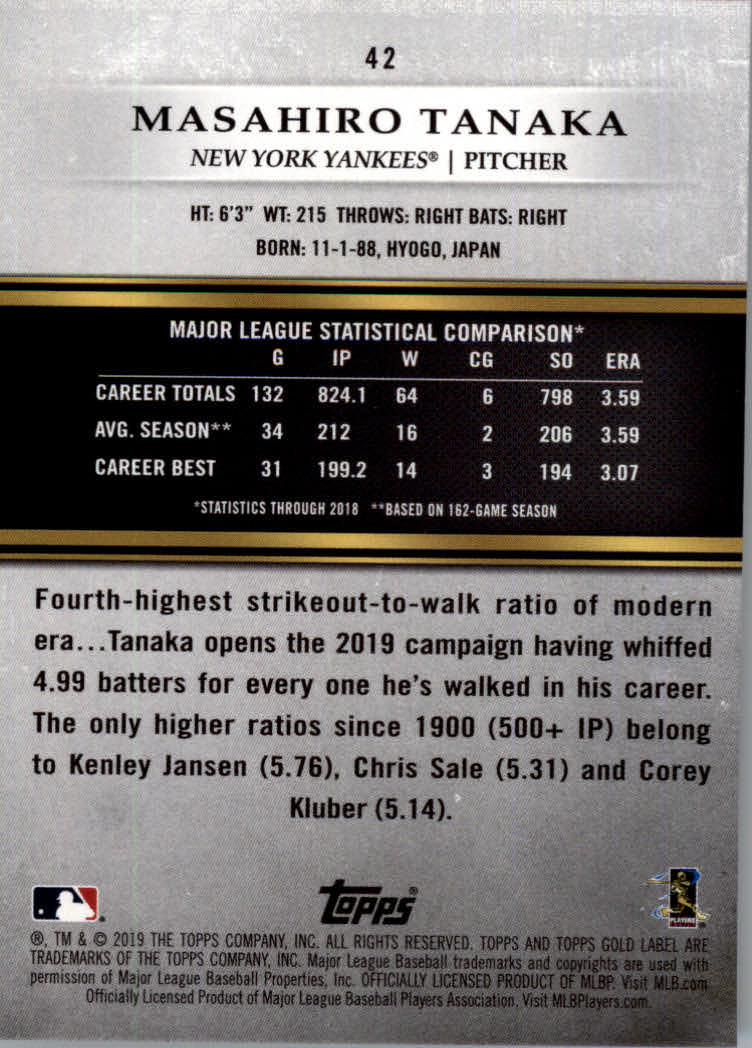 42
MASAHIRO TANAKA
NEW YORK YANKEES® | PITCHER
HT: 6'3" WT: 215 THROWS: RIGHT BATS: RIGHT
BORN: 11-1-88, HYOGO, JAPAN
MAJOR LEAGUE STATISTICAL COMPARISON*
G IP W CG SO ERA
CAREER TOTALS 132 824.1 64 6 798 3.59
AVG. SEASON** 34 212 16 2 206 3.59
CAREER BEST 31 199.2 14 3 194 3.07
*STATISTICS THROUGH 2018 **BASED ON 162-GAME SEASON
Fourth-highest strikeout-to-walk ratio of modern
era...Tanaka opens the 2019 campaign having whiffed
4.99 batters for every one he's walked in his career.
The only higher ratios since 1900 (500+ IP) belong
to Kenley Jansen (5.76), Chris Sale (5.31) and Corey
Kluber (5.14).
Topps®
PLAYERS
®, TM & © 2019 THE TOPPS COMPANY, INC. ALL RIGHTS RESERVED. TOPPS AND TOPPS GOLD LABEL ARE
TRADEMARKS OF THE TOPPS COMPANY, INC. Major League Baseball trademarks and copyrights are used with
permission of Major League Baseball Properties, Inc. OFFICIALLY LICENSED PRODUCT OF MLBP. Visit MLB.com
Officially Licensed Product of Major League Baseball Players Association. Visit MLBPlayers.com.